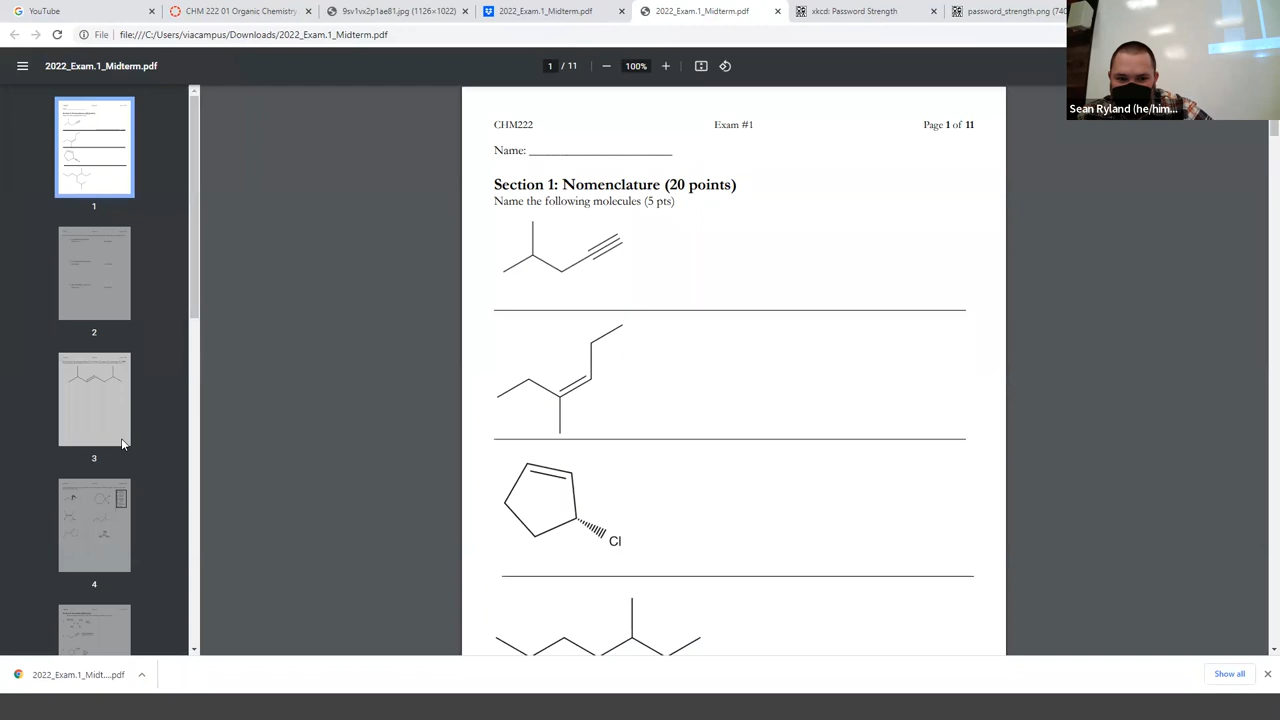 YouTube
CHM 222 01 Organic Chemistry
9sv1vx2p1ae81.jpg (1126×1022)
2022_Exam.1_Midterm.pdf
2022_Exam.1_Midterm.pdf
xkcd: Password Strength
password_strength.png (740
File
file:///C:/Users/viacampus/Downloads/2022_Exam.1_Midterm.pdf
2022_Exam.1_Midterm.pdf
1 / 11
100%
Sean Ryland (he/him...
CHM222
Exam #1
Page 1 of 11
Name:
Section 1: Nomenclature (20 points)
Name the following molecules (5 pts)
Cl
1
2
3
4
2022_Exam.1_Midt....pdf
Show all